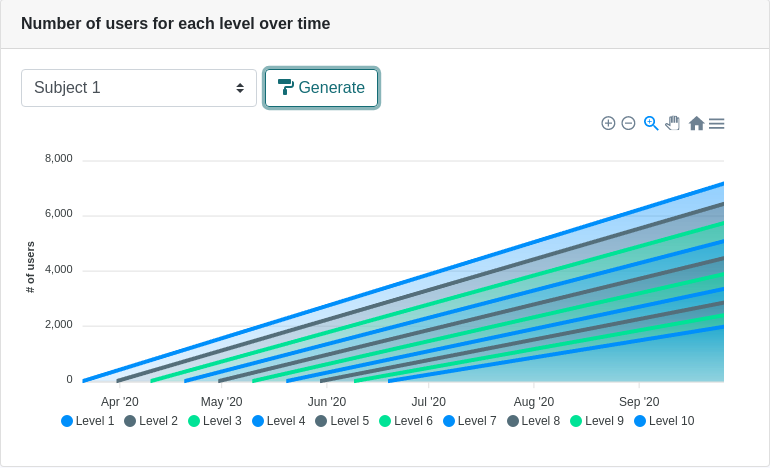 Number of users for each level over time
Subject 1
Generate
8,000
6,000
4,000
2,000
0
# of users
Apr '20 May '20 Jun '20 Jul '20 Aug '20 Sep '20
Level 1 Level 2 Level 3 Level 4 Level 5 Level 6 Level 7 Level 8 Level 9 Level 10